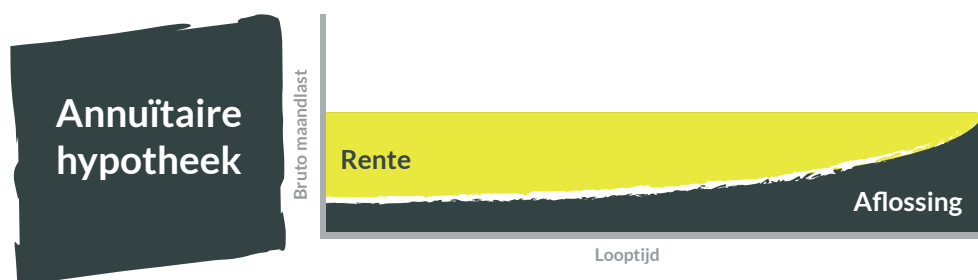 Annuïtaire
hypotheek
Bruto maandlast
Rente
Aflossing
Looptijd